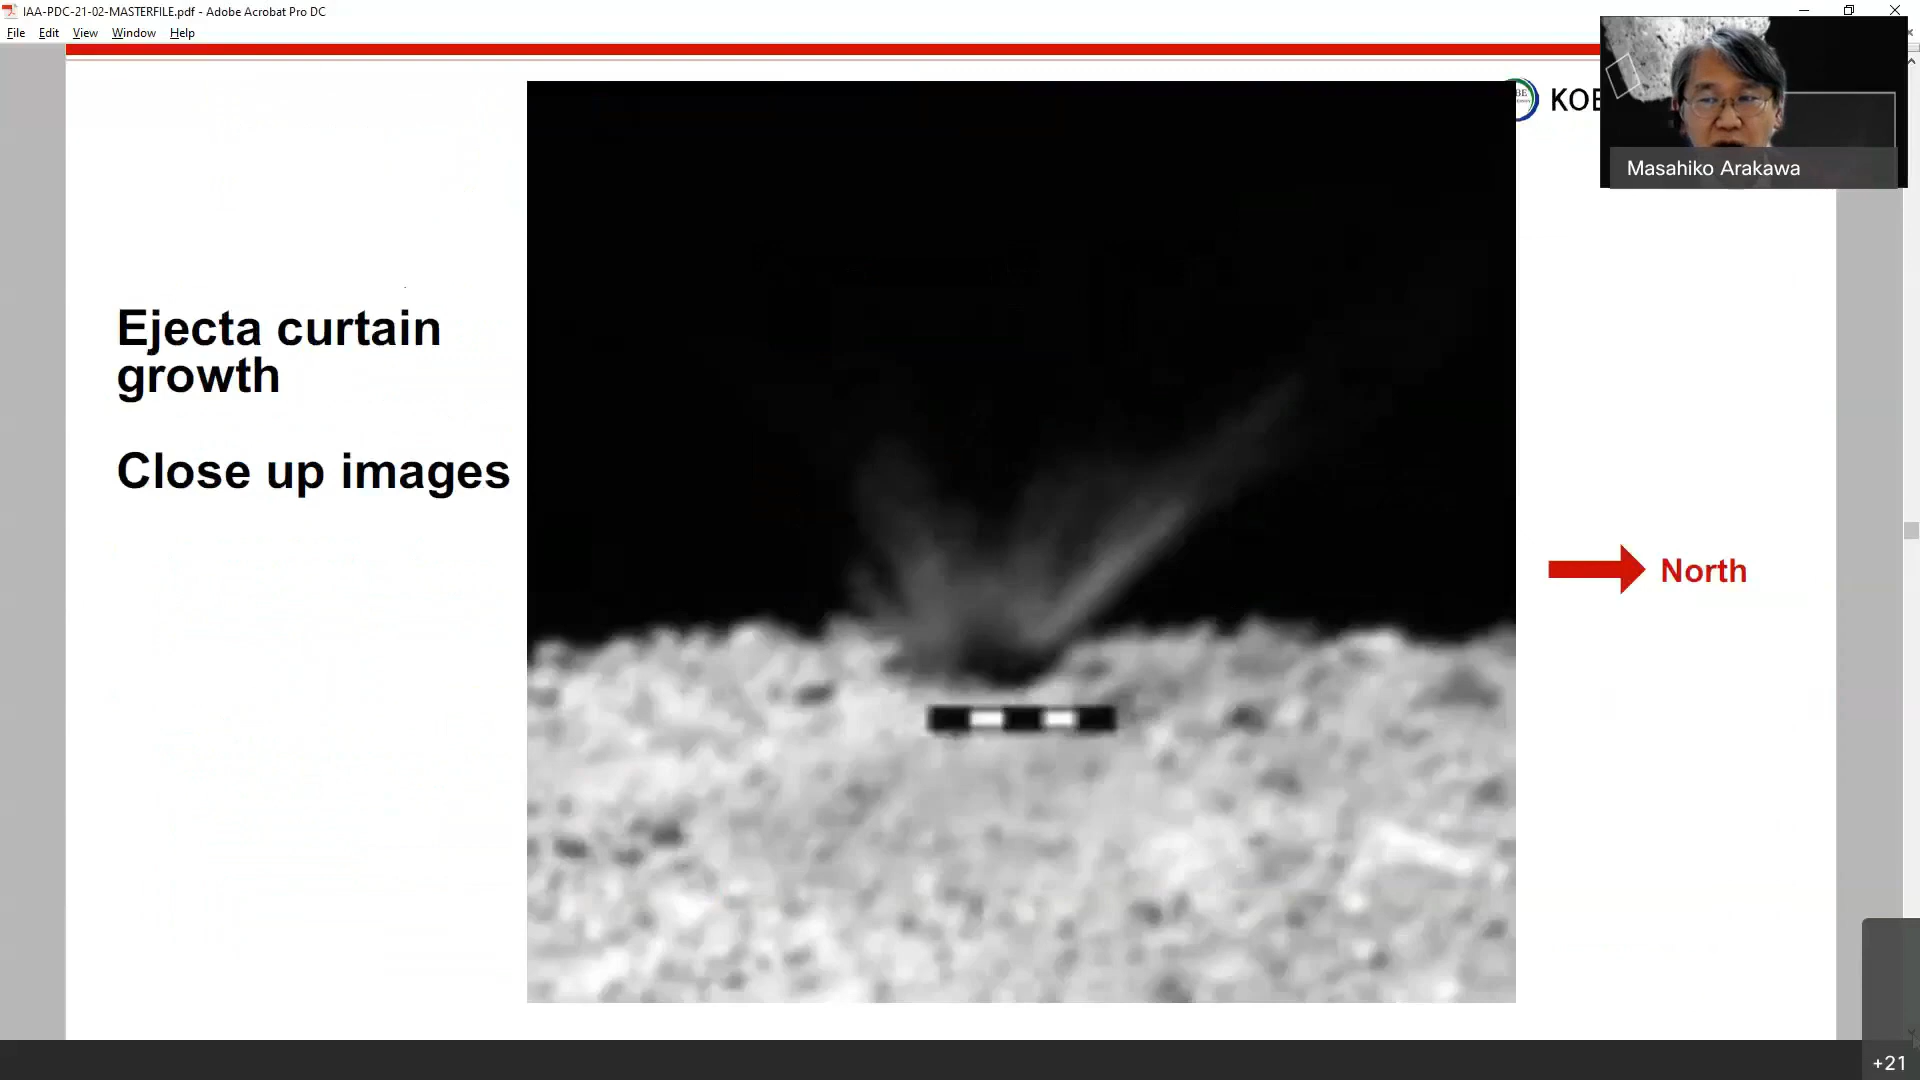 IAA-PDC-21-02-MASTERFILE.pdf - Adobe Acrobat Pro DC
File Edit View Window Help
KOB
Masahiko Arakawa
Ejecta curtain
growth
Close up images
North
+21